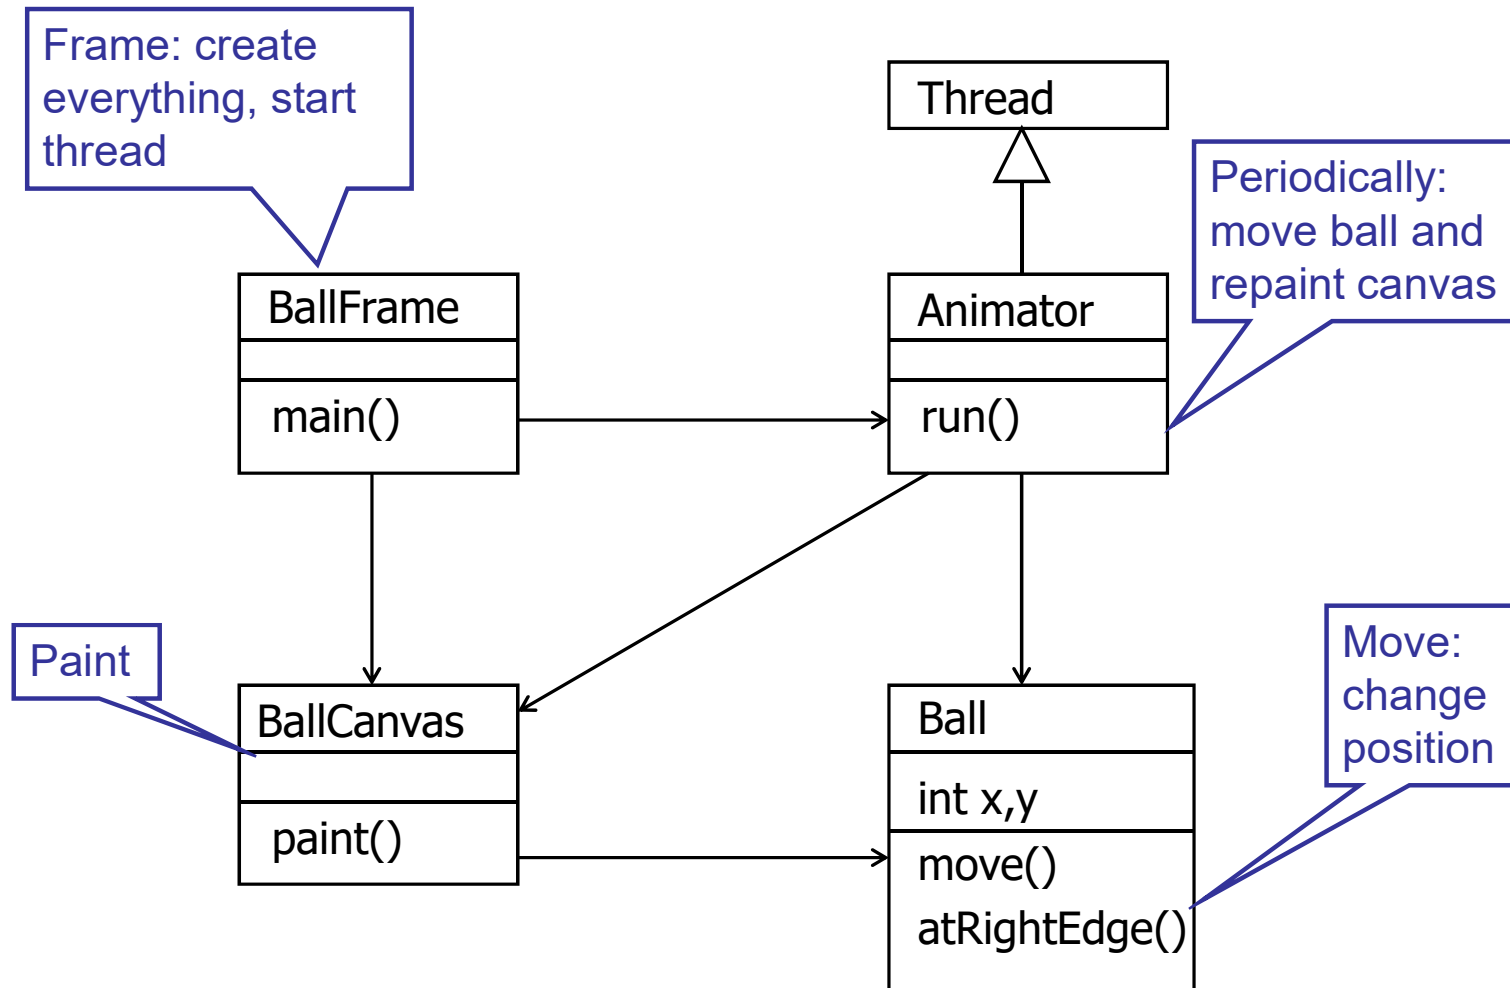 Frame: create
everything, start
thread
Thread
Periodically:
move ball and
repaint canvas
BallFrame
main()
Animator
run()
Paint
BallCanvas
paint()
Ball
int x,y
move()
atRightEdge()
Move:
change
position